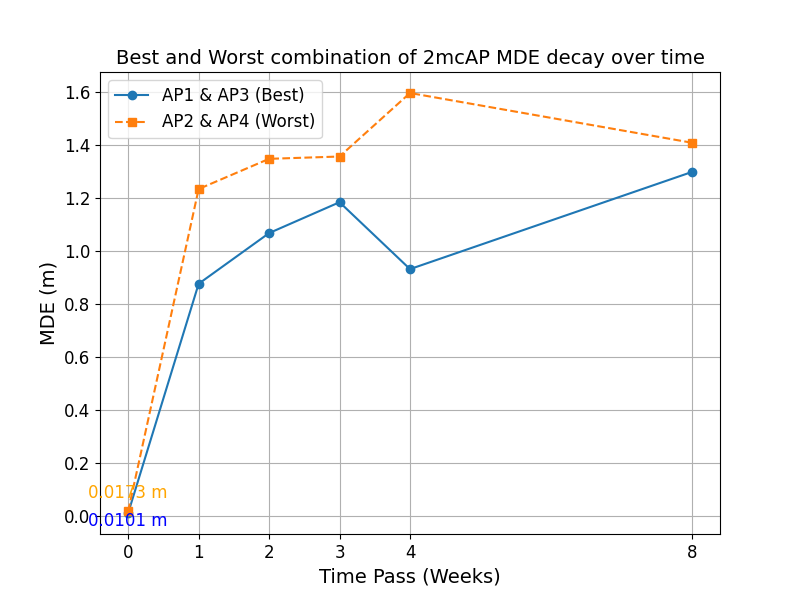 Best and Worst combination of 2mcAP MDE decay over time
AP1 & AP3 (Best)
AP2 & AP4 (Worst)
MDE (m)
1.6
1.4
1.2
1.0
0.8
0.6
0.4
0.2
0.0
0.0173 m
0.0101 m
0 1 2 3 4 8
Time Pass (Weeks)